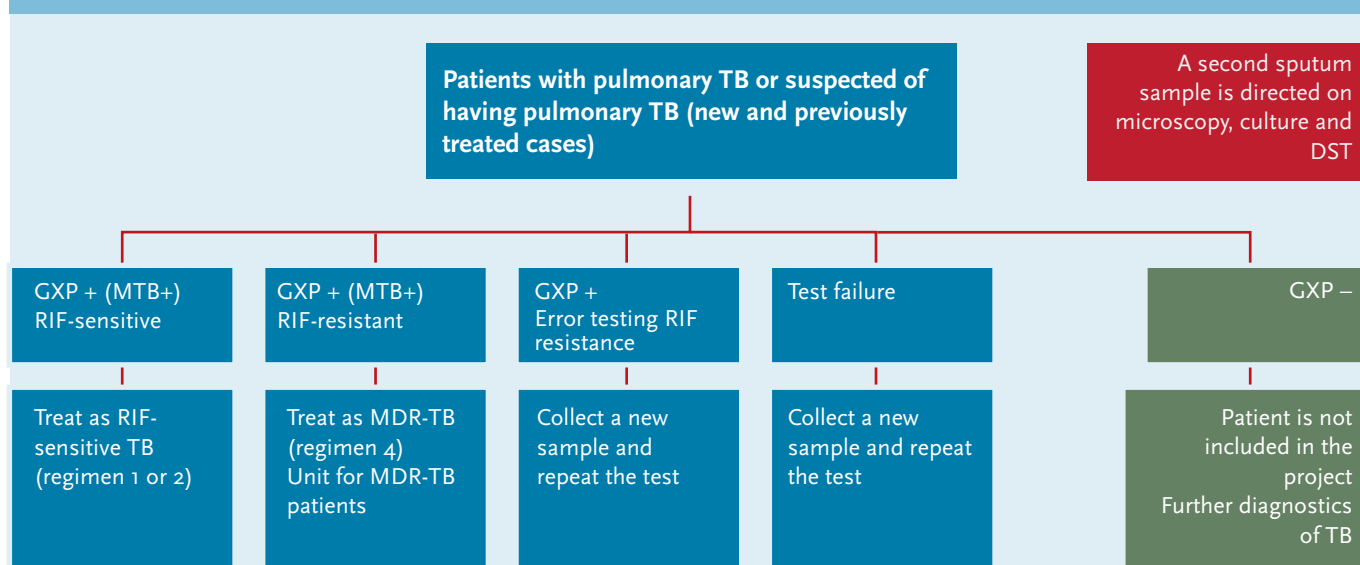 Patients with pulmonary TB or suspected of
having pulmonary TB (new and previously
treated cases)
A second sputum
sample is directed on
microscopy, culture and
DST
GXP + (MTB+)
RIF-sensitive
GXP + (MTB+)
RIF-resistant
GXP +
Error testing RIF
resistance
Test failure
GXP –
Treat as RIF-
sensitive TB
(regimen 1 or 2)
Treat as MDR-TB
(regimen 4)
Unit for MDR-TB
patients
Collect a new
sample and
repeat the test
Collect a new
sample and repeat
the test
Patient is not
included in the
project
Further diagnostics
of TB